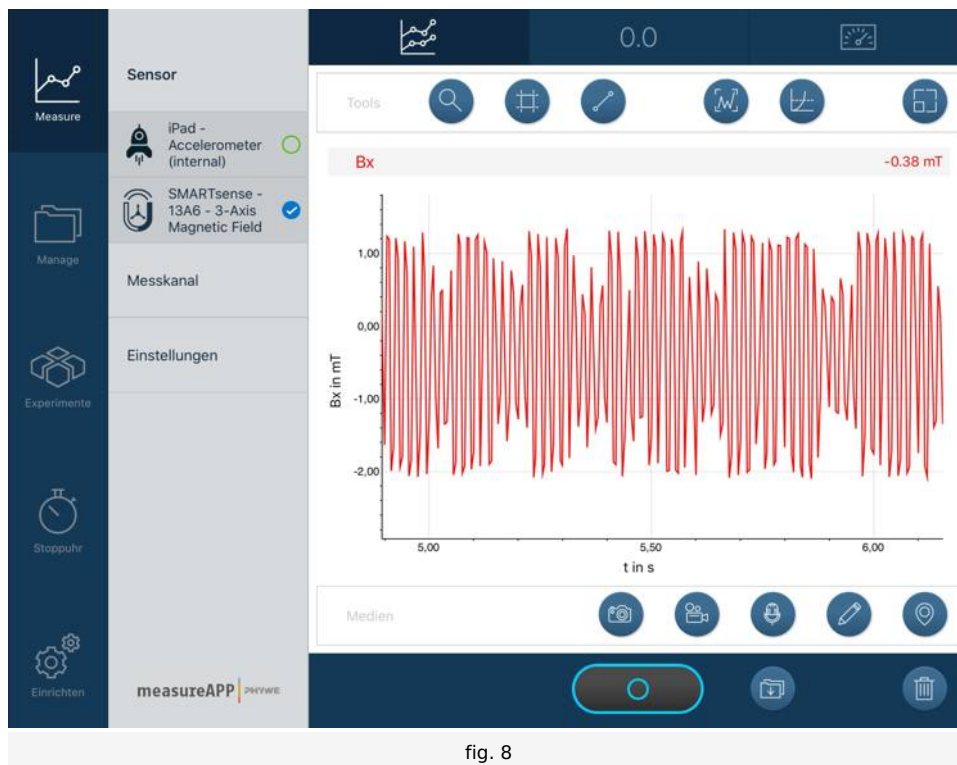 0.0
Measure
Sensor
iPad -
Accelerometer
(internal)
SMARTsense -
13A6 - 3-Axis
Magnetic Field
Manage
Messkanal
Einstellungen
Experimente
Stoppuhr
Einrichten
measureAPP PHYWE
Tools
Bx
-0.38 mT
1,00
0,00
-1,00
-2,00
Bx in mT
5,00
5,50
6,00
t in s
Medien
fig. 8